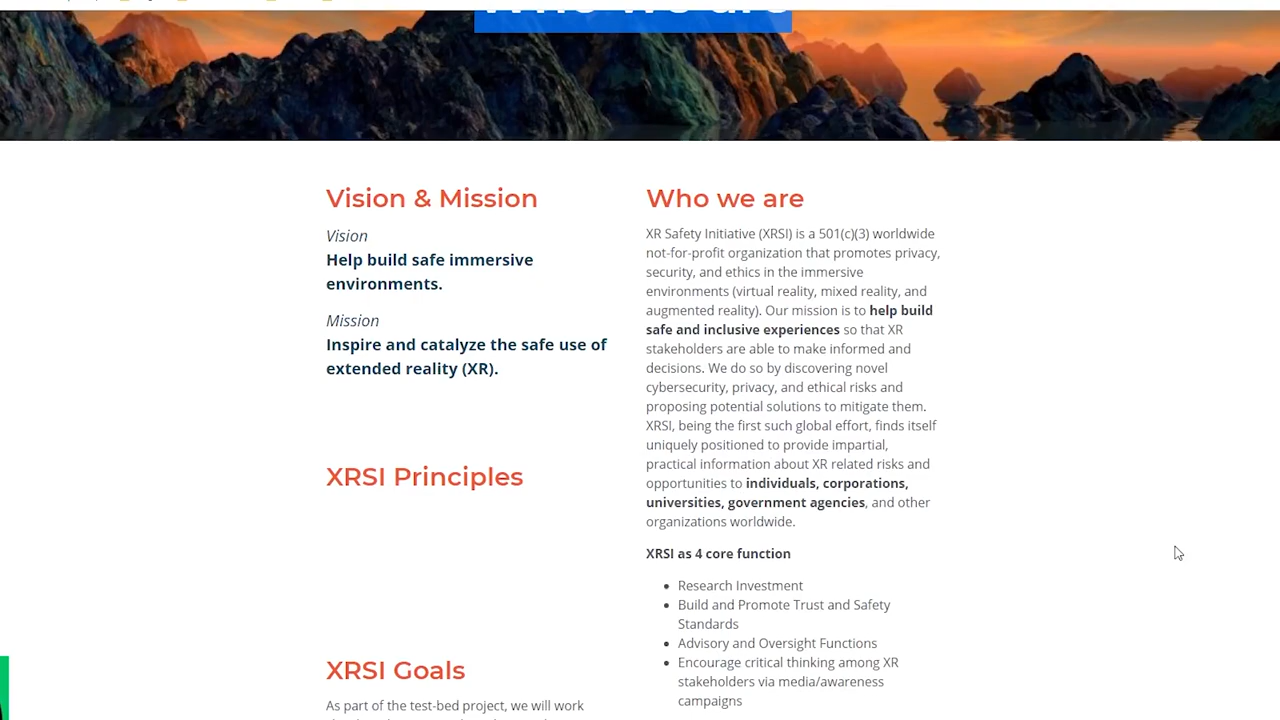 Who we are
Vision & Mission
Vision
Help build safe immersive
environments.
Mission
Inspire and catalyze the safe use of
extended reality (XR).
XRSI Principles
XRSI Goals
As part of the test-bed project, we will work
Who we are
XR Safety Initiative (XRSI) is a 501(c)(3) worldwide
not-for-profit organization that promotes privacy,
security, and ethics in the immersive
environments (virtual reality, mixed reality, and
augmented reality). Our mission is to help build
safe and inclusive experiences so that XR
stakeholders are able to make informed and
decisions. We do so by discovering novel
cybersecurity, privacy, and ethical risks and
proposing potential solutions to mitigate them.
XRSI, being the first such global effort, finds itself
uniquely positioned to provide impartial,
practical information about XR related risks and
opportunities to individuals, corporations,
universities, government agencies, and other
organizations worldwide.
XRSI as 4 core function
Research Investment
Build and Promote Trust and Safety
Standards
Advisory and Oversight Functions
Encourage critical thinking among XR
stakeholders via media/awareness
campaigns